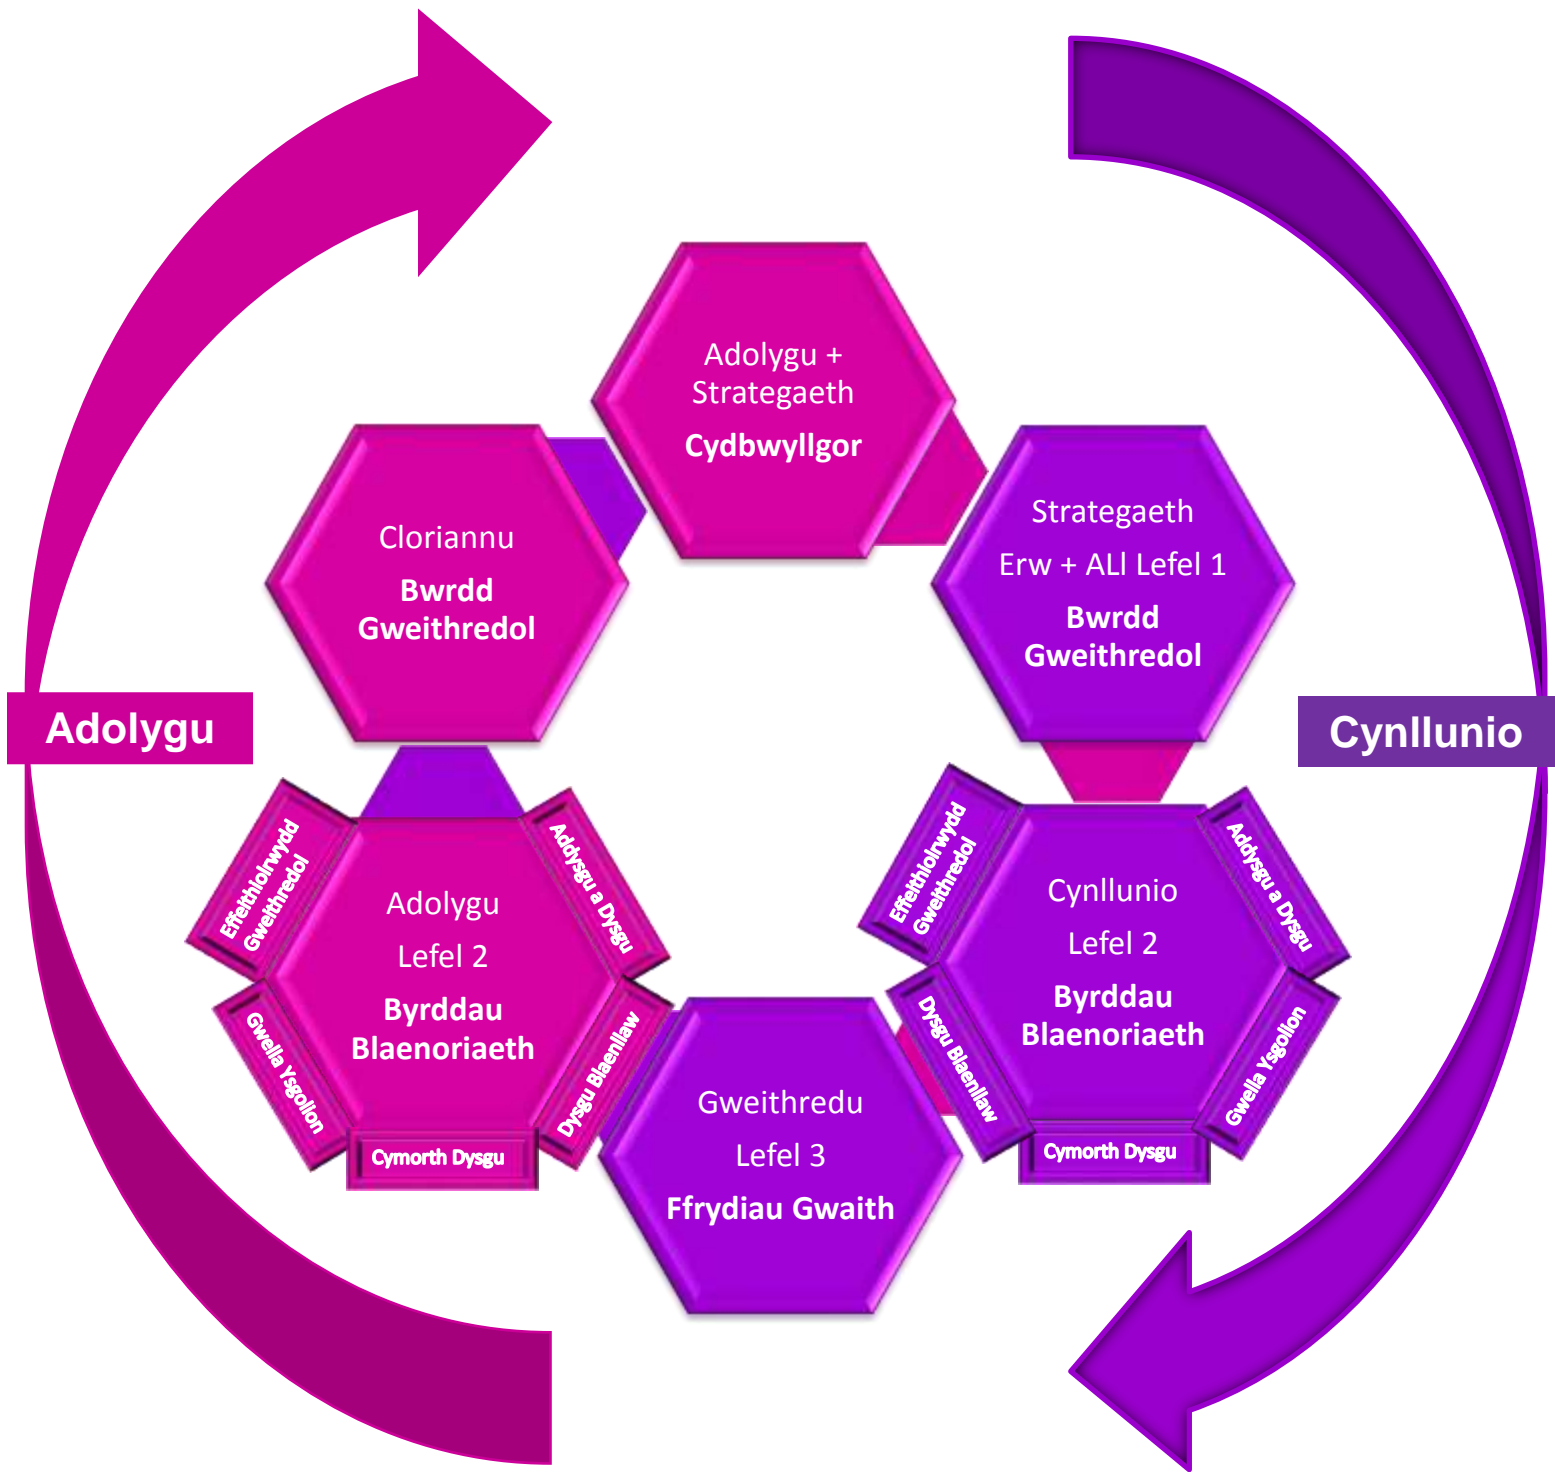 Adolygu +
Strategaeth
Cydbwyllgor
Strategaeth
Erw + ALl Lefel 1
Bwrdd
Gweithredol
Cynllunio
Effeithiolrwydd
Gweithredol
Addysgu a Dysgu
Cynllunio
Lefel 2
Byrddau
Blaenoriaeth
Dysgu Blaenllaw
Gwella Ysgolion
Cymorth Dysgu
Gweithredu
Lefel 3
Ffrydiau Gwaith
Effeithiolrwydd
Gweithredol
Addysgu a Dysgu
Adolygu
Lefel 2
Byrddau
Blaenoriaeth
Gwella Ysgolion
Dysgu Blaenllaw
Cymorth Dysgu
Cloriannu
Bwrdd
Gweithredol
Adolygu